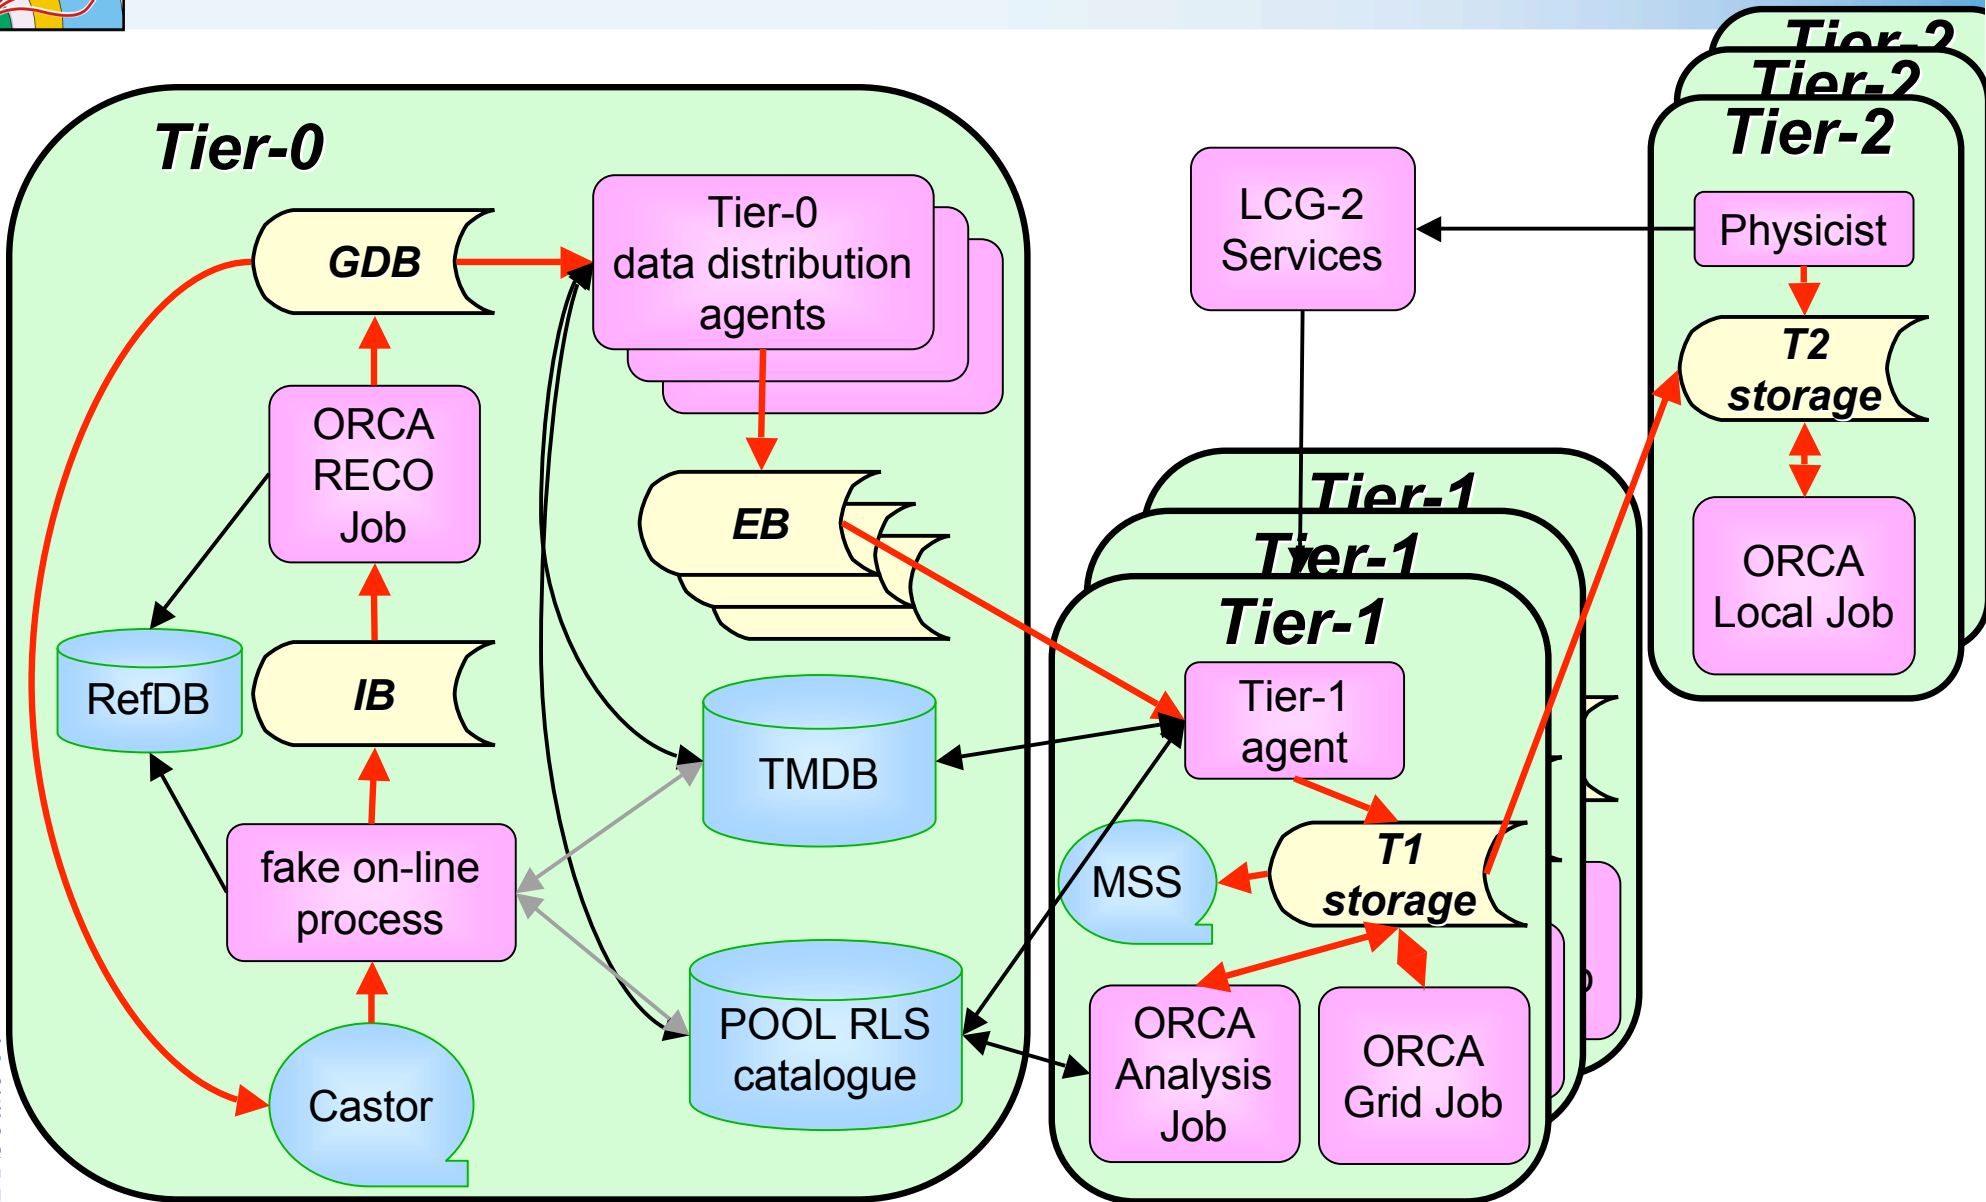 Tier-2
Tier-2
Tier-2
Tier-0
Tier-0
data distribution
agents
GDB
LCG-2
Services
Physicist
T2
storage
ORCA
RECO
Job
EB
Tier-1
Tier-1
Tier-1
ORCA
Local Job
RefDB
IB
TMDB
Tier-1
agent
fake on-line
process
MSS
T1
storage
POOL RLS
catalogue
ORCA
Analysis
Job
ORCA
Grid Job
Castor